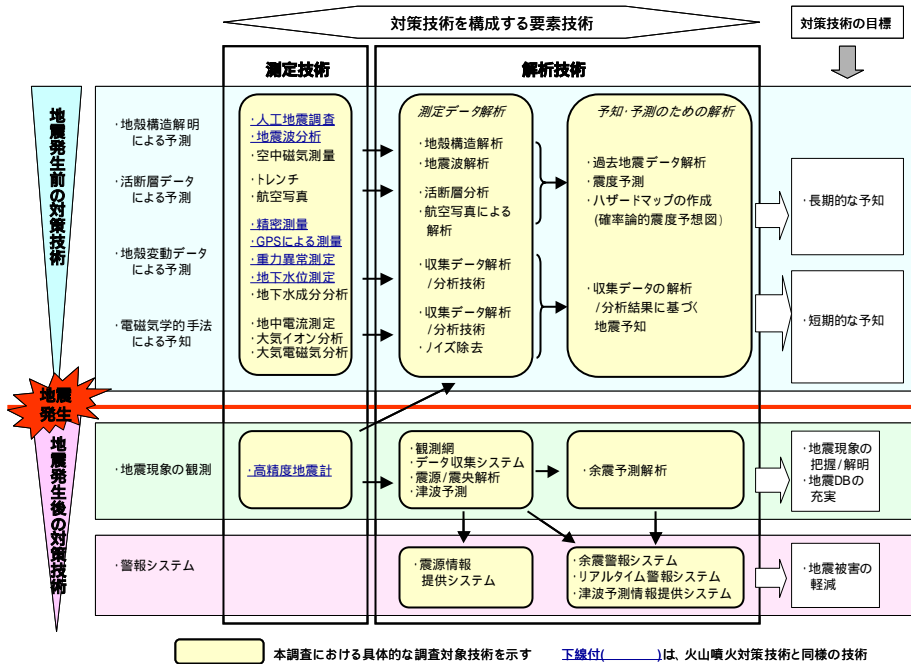 対策技術を構成する要素技術
対策技術の目標
測定技術
解析技術
地震発生前の対策技術
・地殻構造解明
による予測
・活断層データ
による予測
・地殻変動データ
による予測
・電磁気学的手法
による予知
・人工地震調査
・地震波分析
・空中磁気測量
・トレンチ
・航空写真
・精密測量
・GPSによる測量
・重力異常測定
・地下水位測定
・地下水成分分析
・地中電流測定
・大気イオン分析
・大気電磁気分析
測定データ解析
・地殻構造解析
・地震波解析
・活断層分析
・航空写真による
解析
・収集データ解析
/分析技術
・収集データ解析
/分析技術
・ノイズ除去
予知・予測のための解析
・過去地震データ解析
・震度予測
・ハザードマップの作成
(確率論的震度予想図)
・収集データの解析
/分析結果に基づく
地震予知
・長期的な予知
・短期的な予知
地震
発生
地震発生後の対策技術
・地震現象の観測
・高精度地震計
・観測網
・データ収集システム
・震源/震央解析
・津波予測
・余震予測解析
・地震現象の
把握/解明
・地震DBの
充実
・警報システム
・震源情報
提供システム
・余震警報システム
・リアルタイム警報システム
・津波予測情報提供システム
・地震被害の
軽減
本調査における具体的な調査対象技術を示す
下線付( )は、火山噴火対策技術と同様の技術